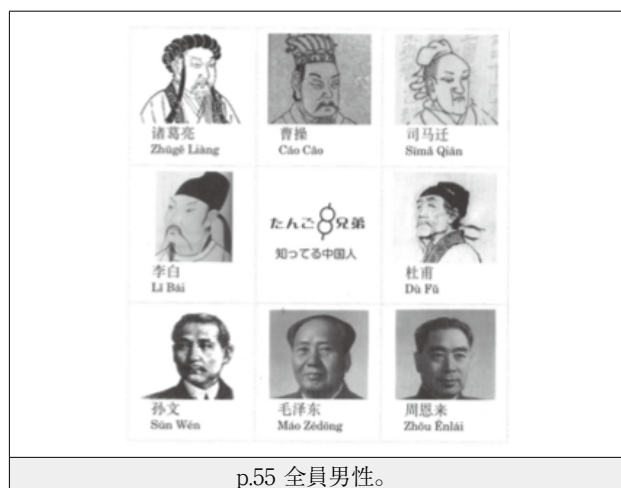 诸葛亮
Zhūgě Liàng
曹操
Cáo Cāo
司马迁
Sīmǎ Qiān
李白
Lǐ Bái
たんご8兄弟
知ってる中国人
杜甫
Dù Fǔ
孙文
Sūn Wén
毛泽东
Máo Zédōng
周恩来
Zhōu Ēnlái
p.55 全員男性。